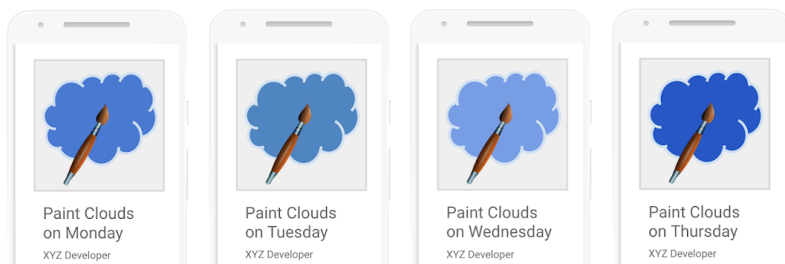 Paint Clouds
on Monday
XYZ Developer
Paint Clouds
on Tuesday
XYZ Developer
Paint Clouds
on Wednesday
XYZ Developer
Paint Clouds
on Thursday
XYZ Developer